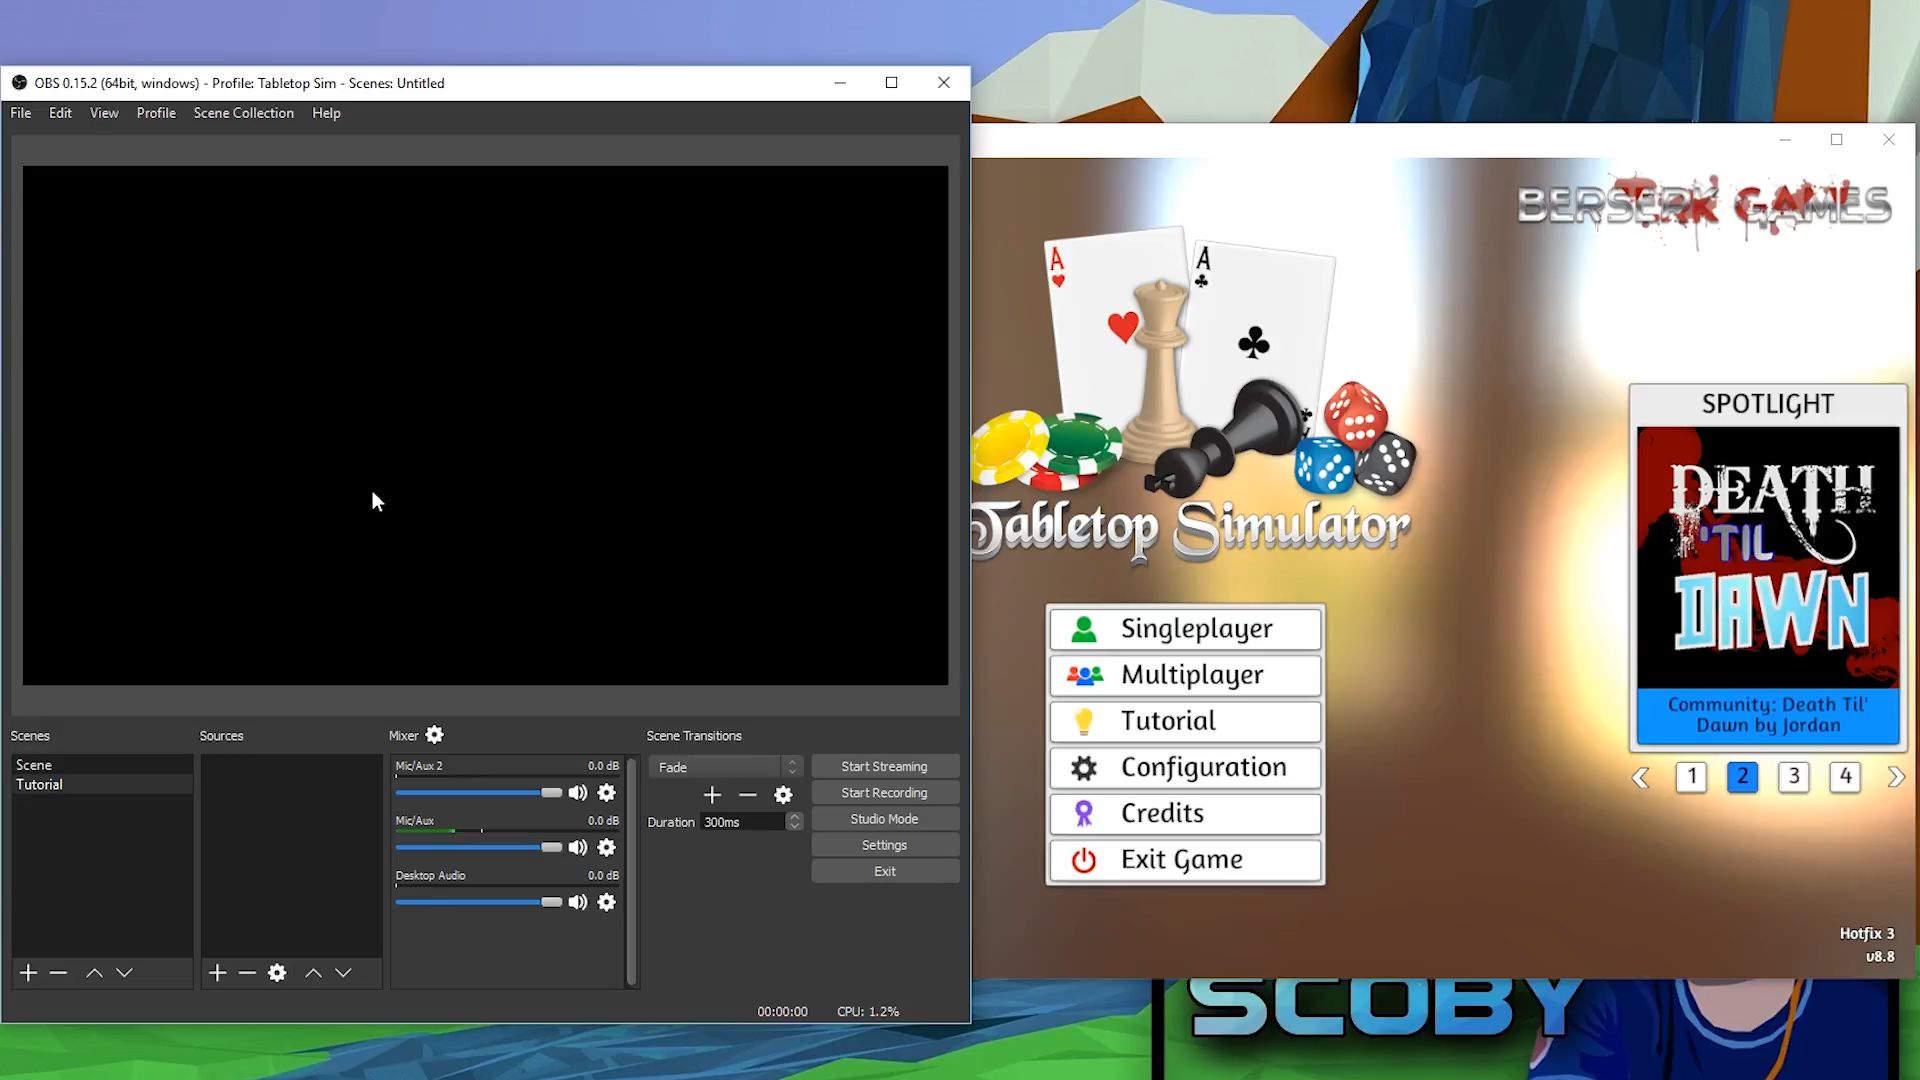 OBS 0.15.2 (64bit, windows) - Profile: Tabletop Sim - Scenes: Untitled
File Edit View Profile Scene Collection Help
Scenes
Scene
Tutorial
Sources
Mixer
Mic/Aux 2 0.0 dB
Mic/Aux 0.0 dB
Desktop Audio 0.0 dB
Scene Transitions
Fade
Duration 300ms
Start Streaming
Start Recording
Studio Mode
Settings
Exit
00:00:00 CPU: 1.2%
BERSERK GAMES
A
A
Tabletop Simulator
Singleplayer
Multiplayer
Tutorial
Configuration
Credits
Exit Game
SPOTLIGHT
DEATH
'TIL
DAWN
Community: Death Til'
Dawn by Jordan
1 2 3 4
Hotfix 3
v8.8
SCOBY